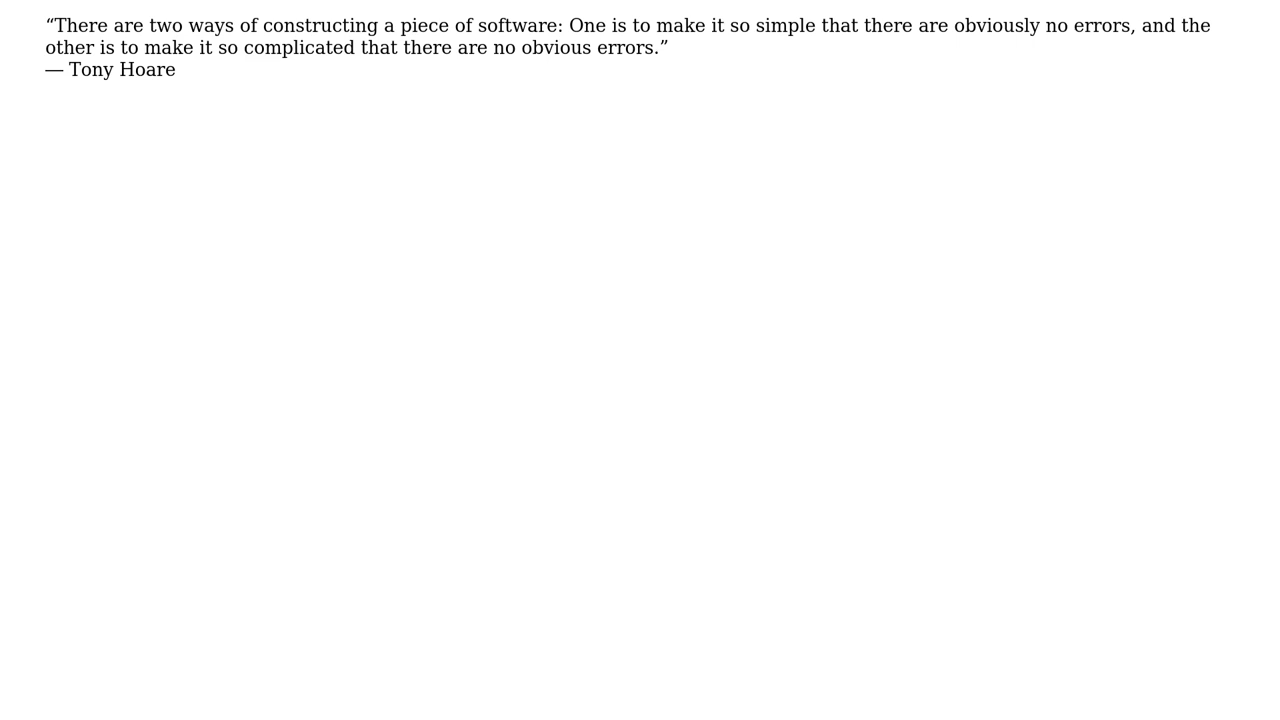 “There are two ways of constructing a piece of software: One is to make it so simple that there are obviously no errors, and the
other is to make it so complicated that there are no obvious errors.”
— Tony Hoare